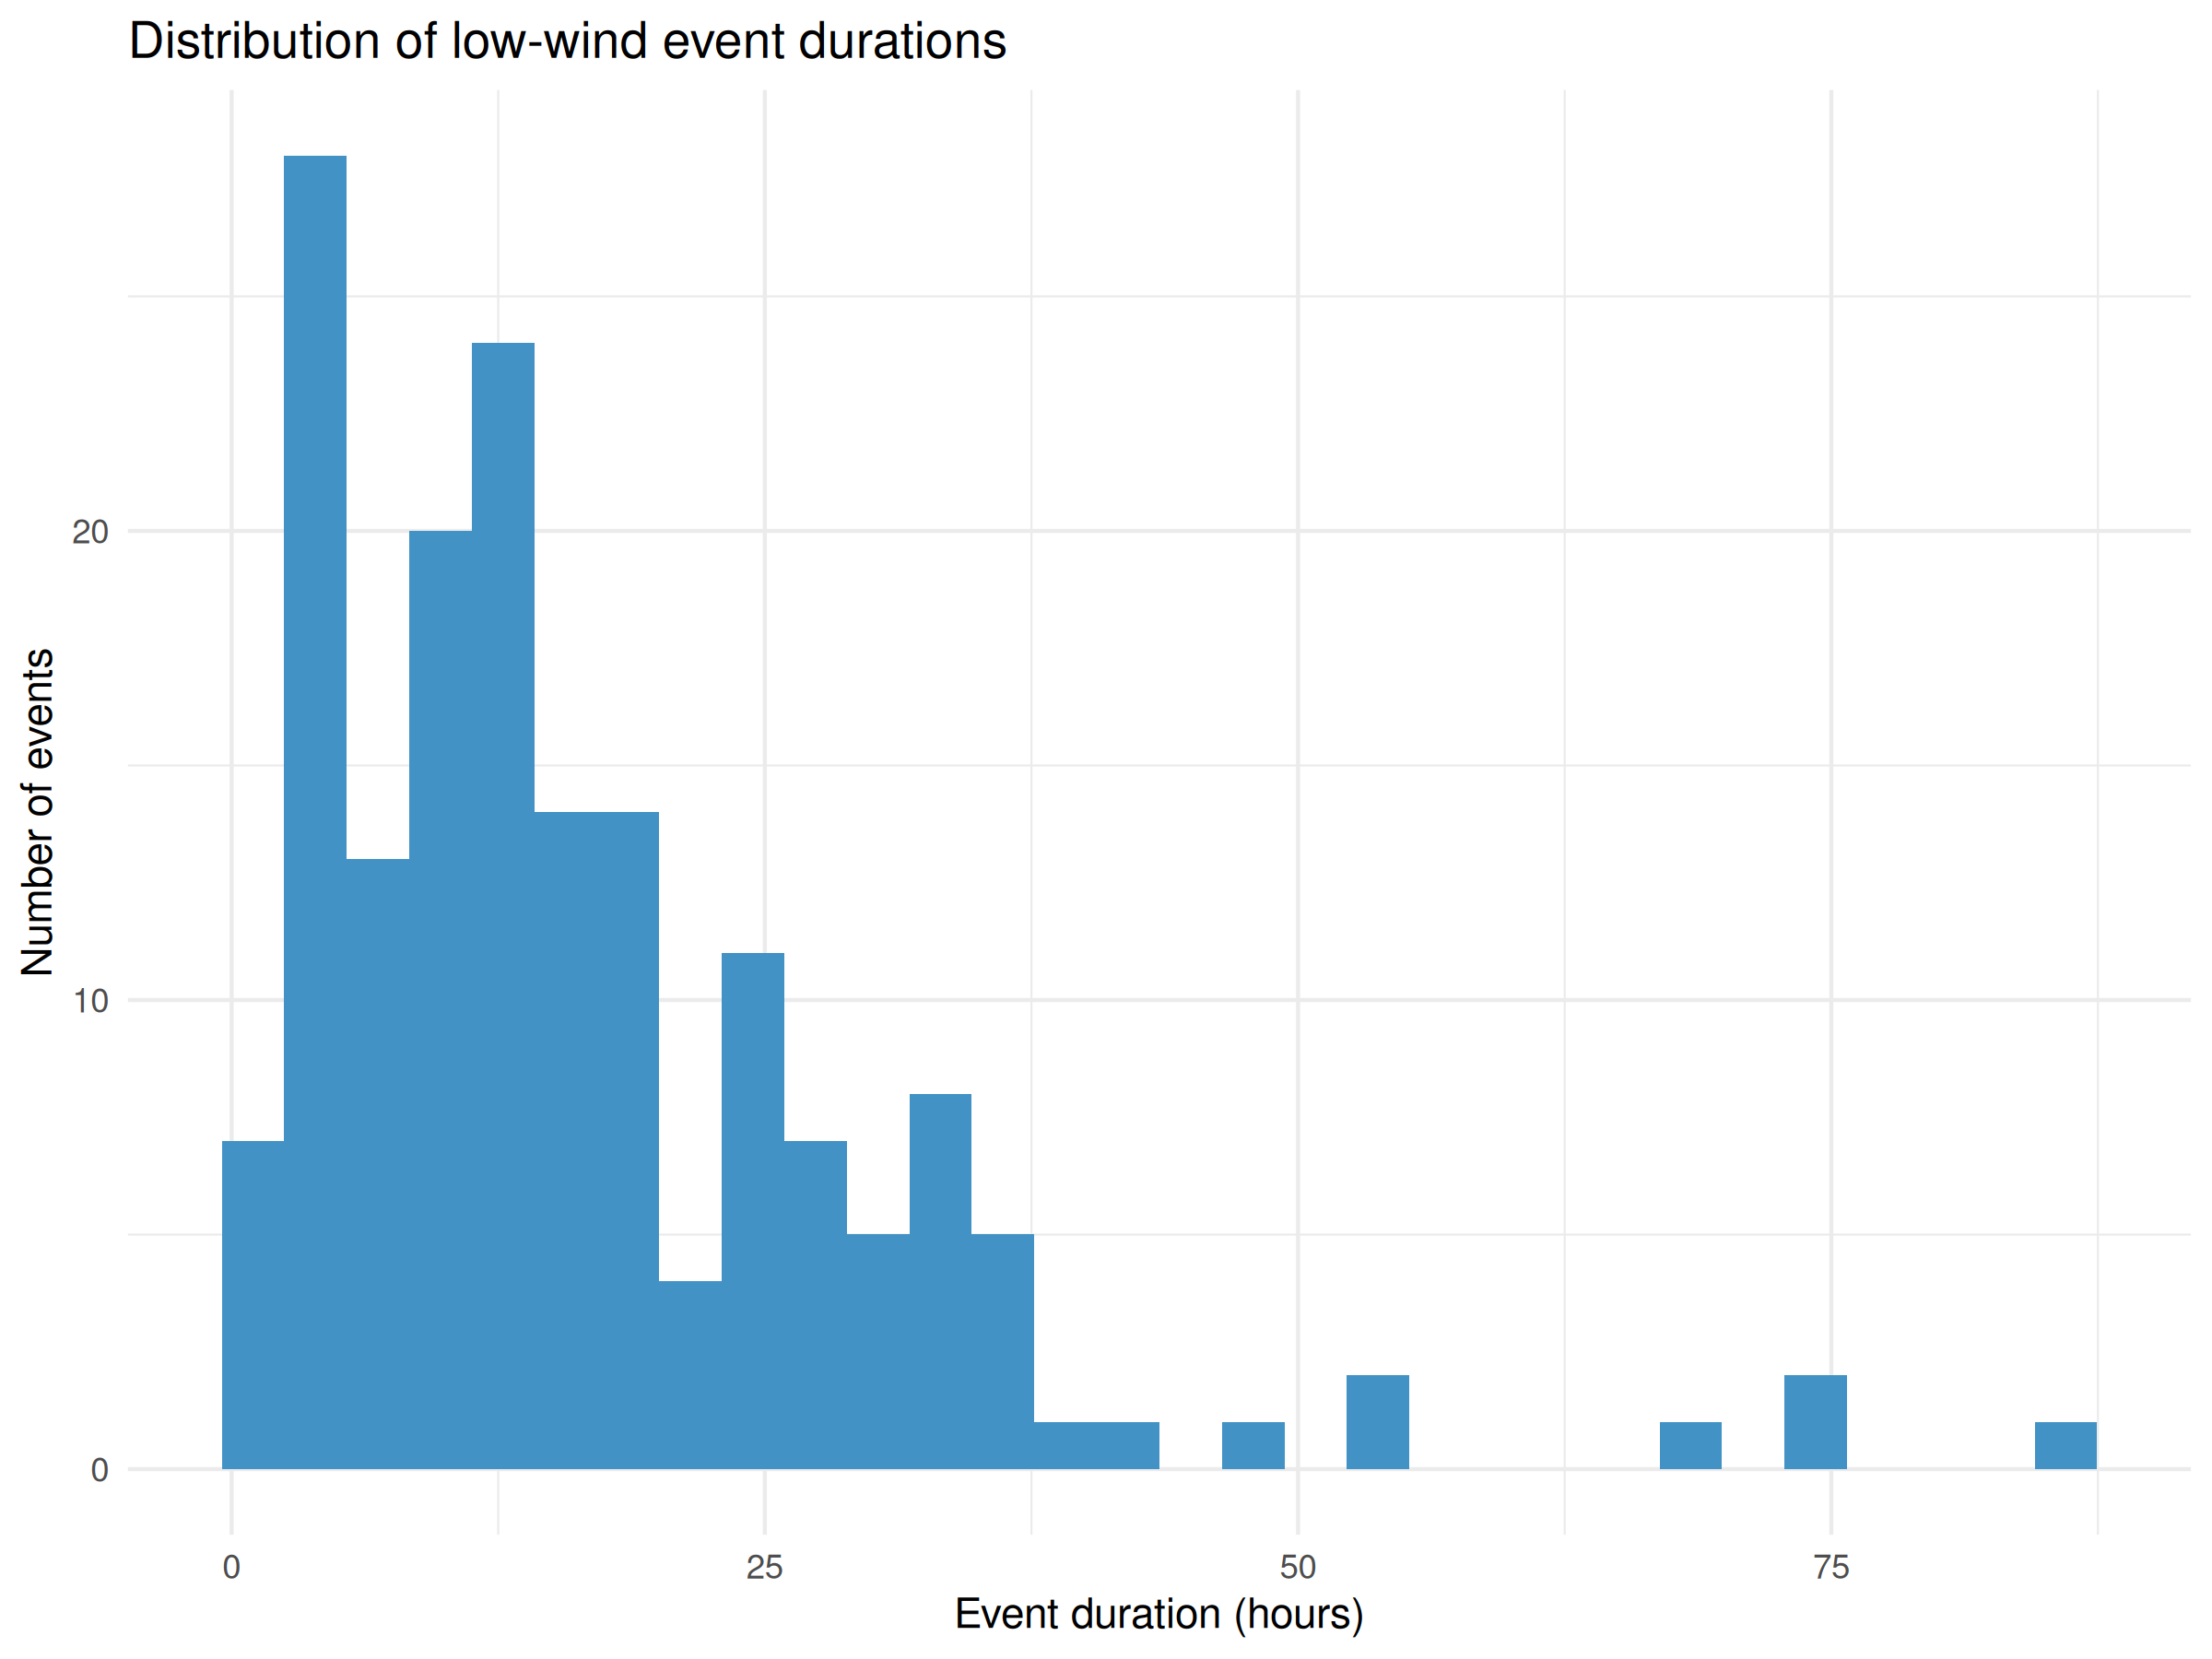 Distribution of low-wind event durations
Number of events
20
10
0
0 25 50 75
Event duration (hours)